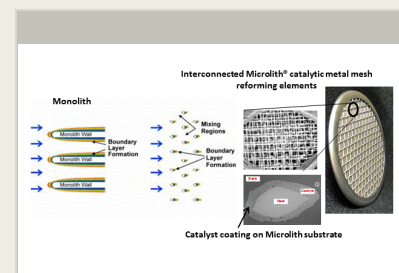 Interconnected Microlith® catalytic metal mesh
reforming elements
Monolith
Monolith Wall
Boundary
Layer
Formation
Monolith Wall
Monolith Wall
Mixing
Regions
Boundary
Layer
Formation
Catalyst
Catalyst coating on Microlith substrate